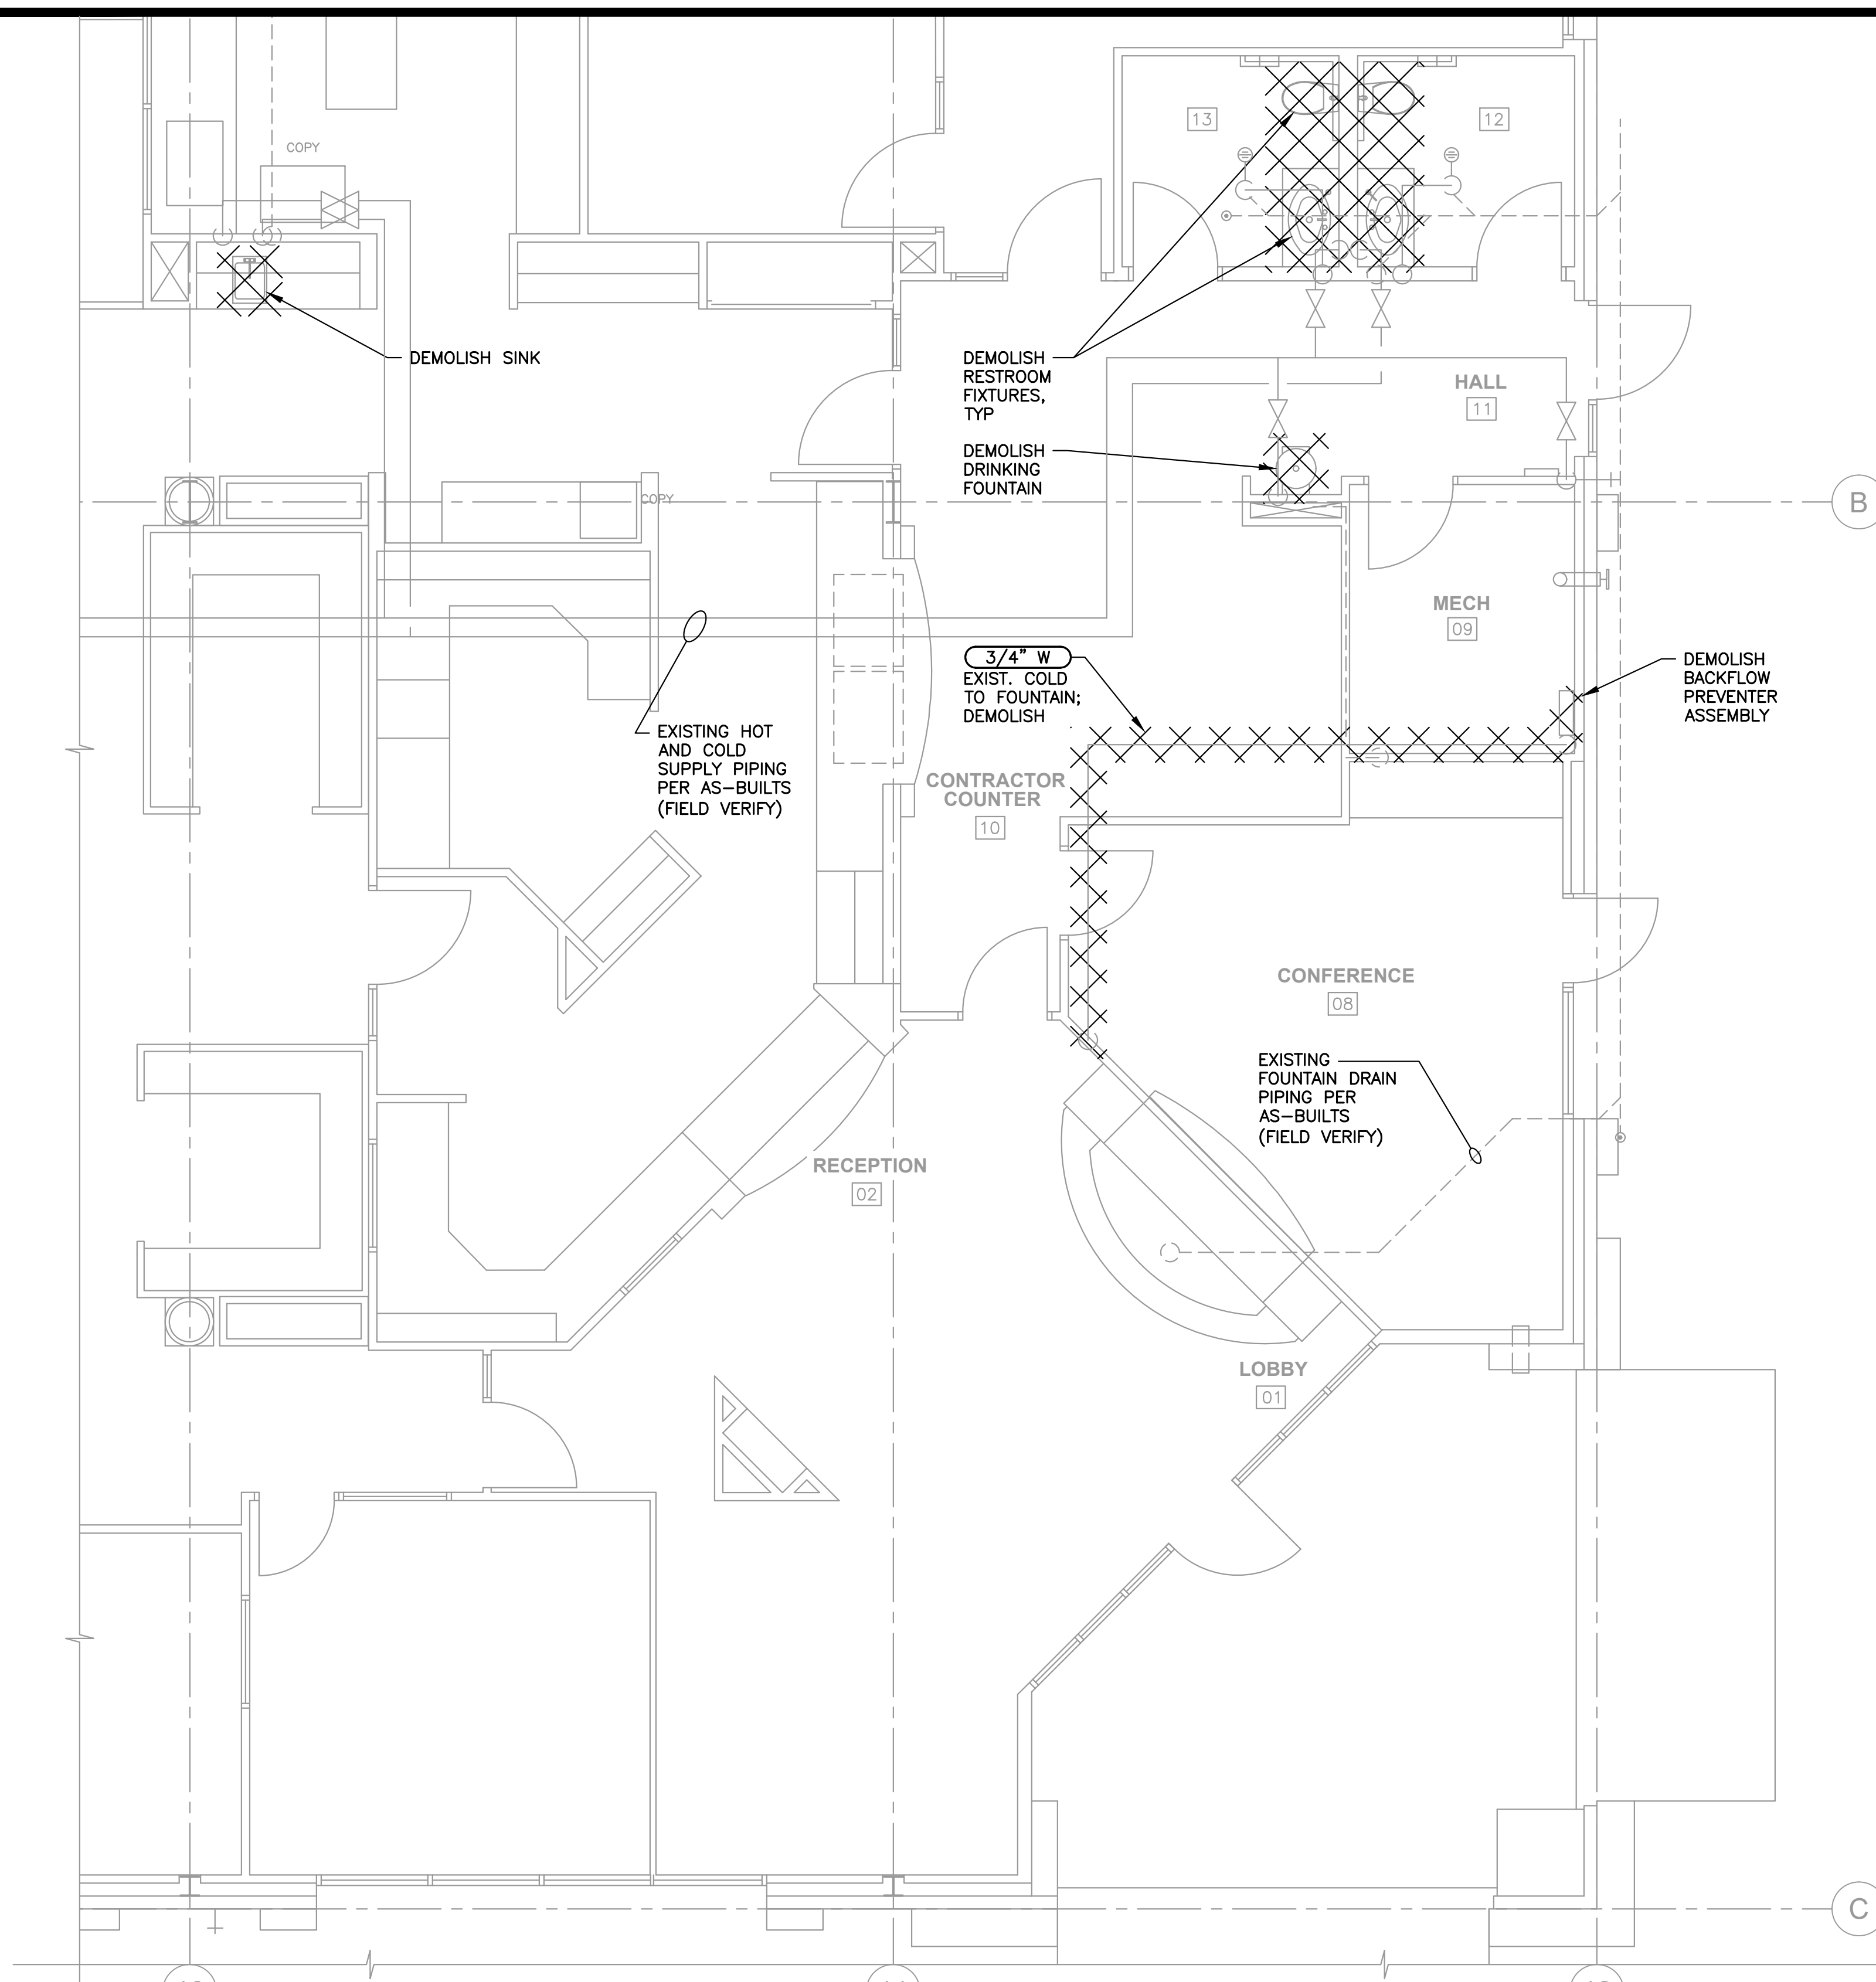 COPY
13
12
DEMOLISH SINK
DEMOLISH
RESTROOM
FIXTURES,
TYP
HALL
11
DEMOLISH
DRINKING
FOUNTAIN
COPY
B
MECH
09
3/4" W
EXIST. COLD
TO FOUNTAIN;
DEMOLISH
DEMOLISH
BACKFLOW
PREVENTER
ASSEMBLY
EXISTING HOT
AND COLD
SUPPLY PIPING
PER AS-BUILTS
(FIELD VERIFY)
CONTRACTOR
COUNTER
10
CONFERENCE
08
EXISTING
FOUNTAIN DRAIN
PIPING PER
AS-BUILTS
(FIELD VERIFY)
RECEPTION
02
LOBBY
01
C